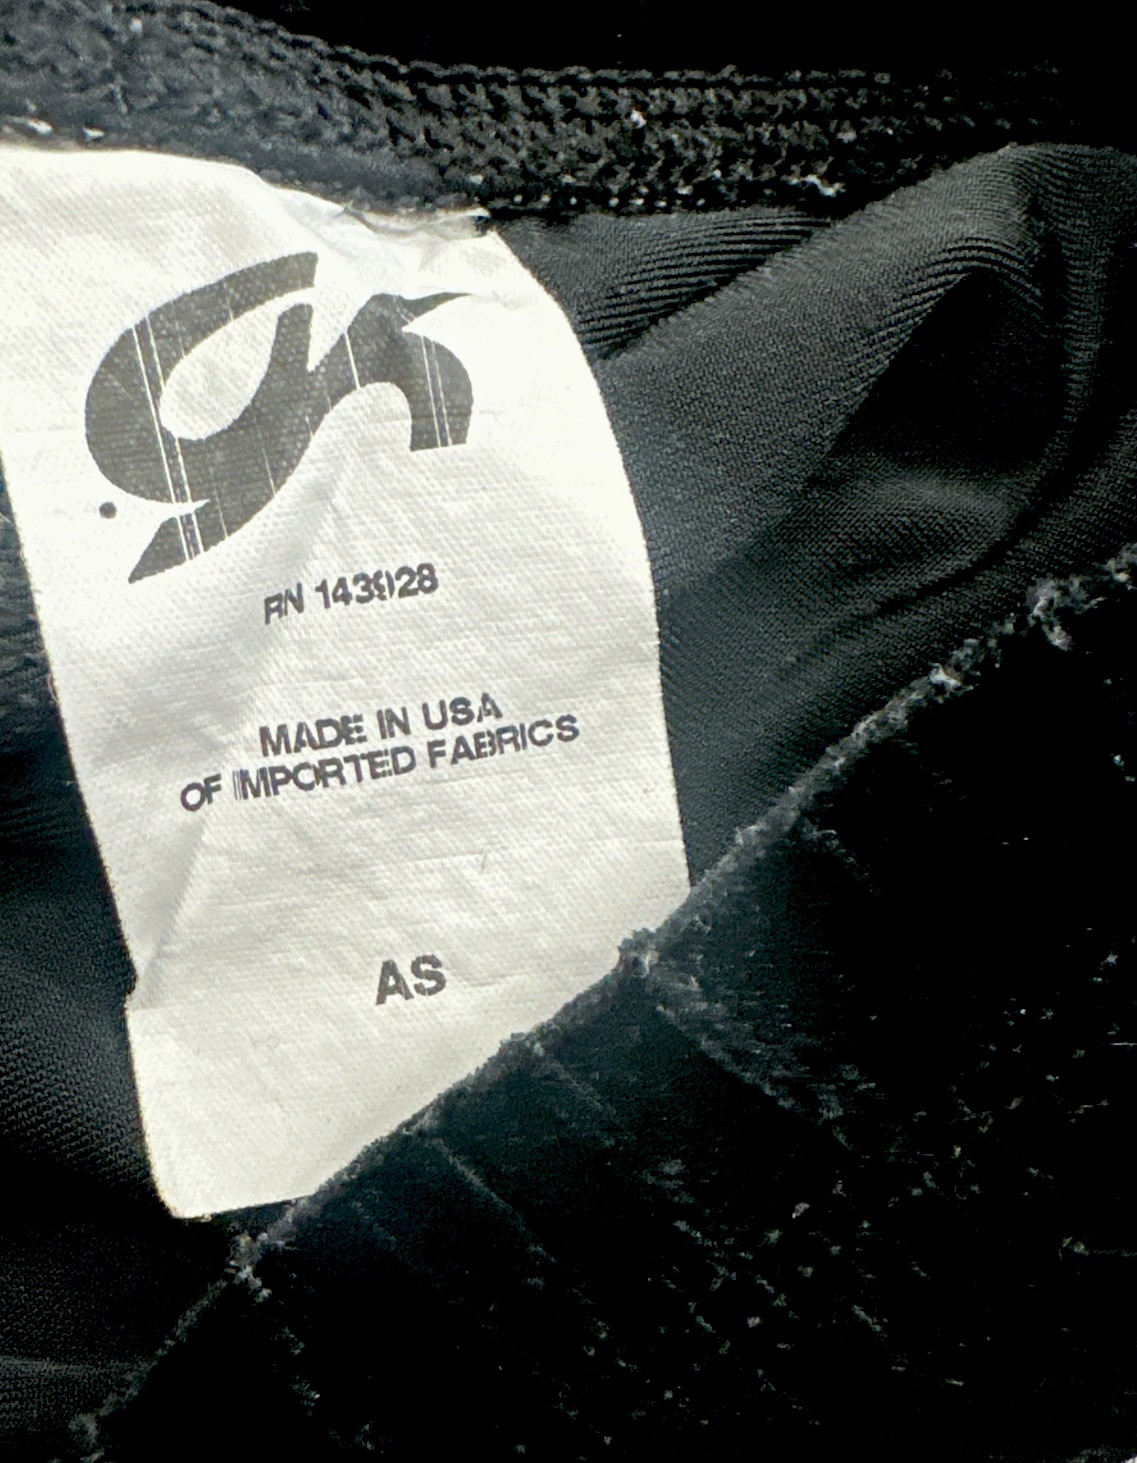 RN 143928
MADE IN USA
OF IMPORTED FABRICS
AS